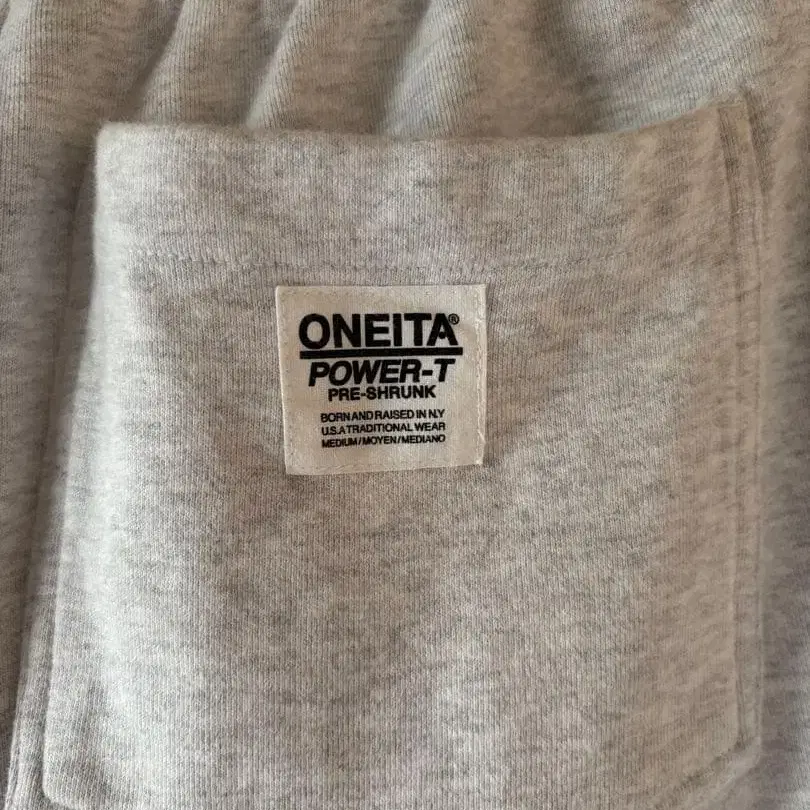 ONEITA®
POWER-T
PRE-SHRUNK
BORN AND RAISED IN N.Y
U.S.A TRADITIONAL WEAR
MEDIUM/MOYEN/MEDIANO